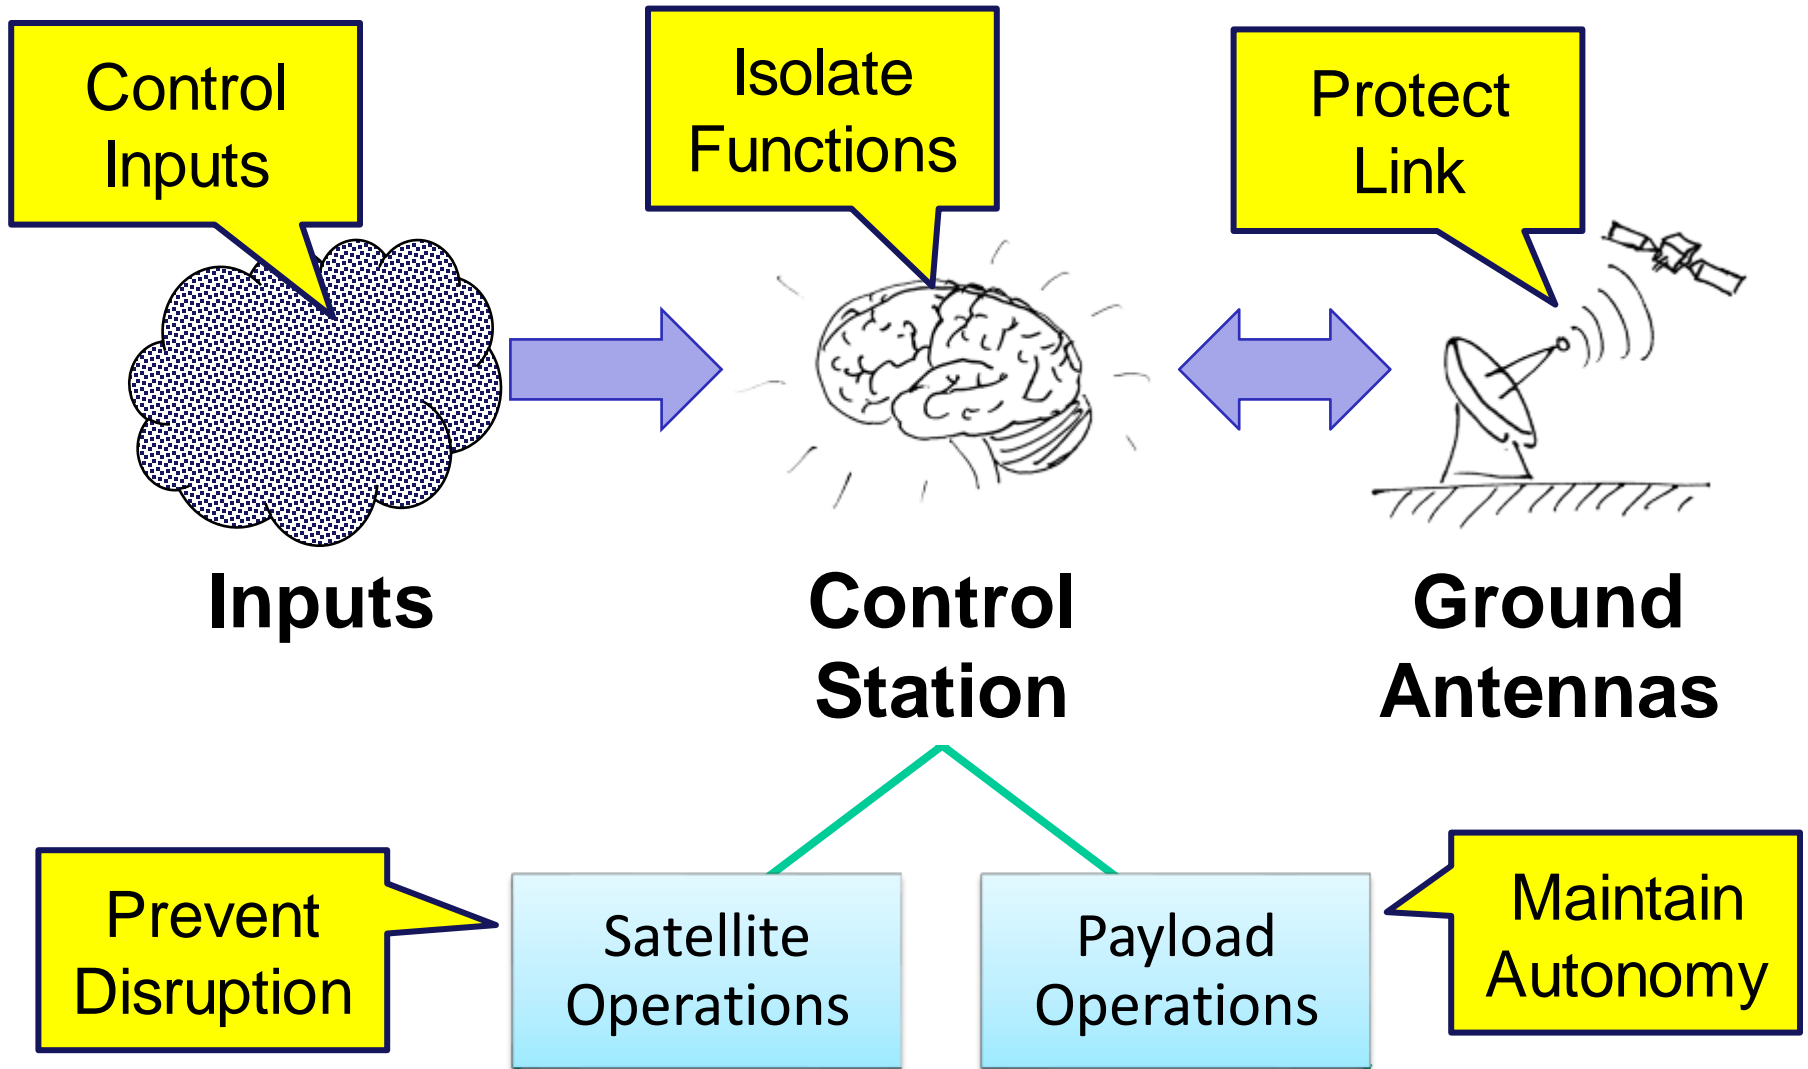 Control
Inputs
Isolate
Functions
Protect
Link
Inputs
Control
Station
Ground
Antennas
Prevent
Disruption
Satellite
Operations
Payload
Operations
Maintain
Autonomy